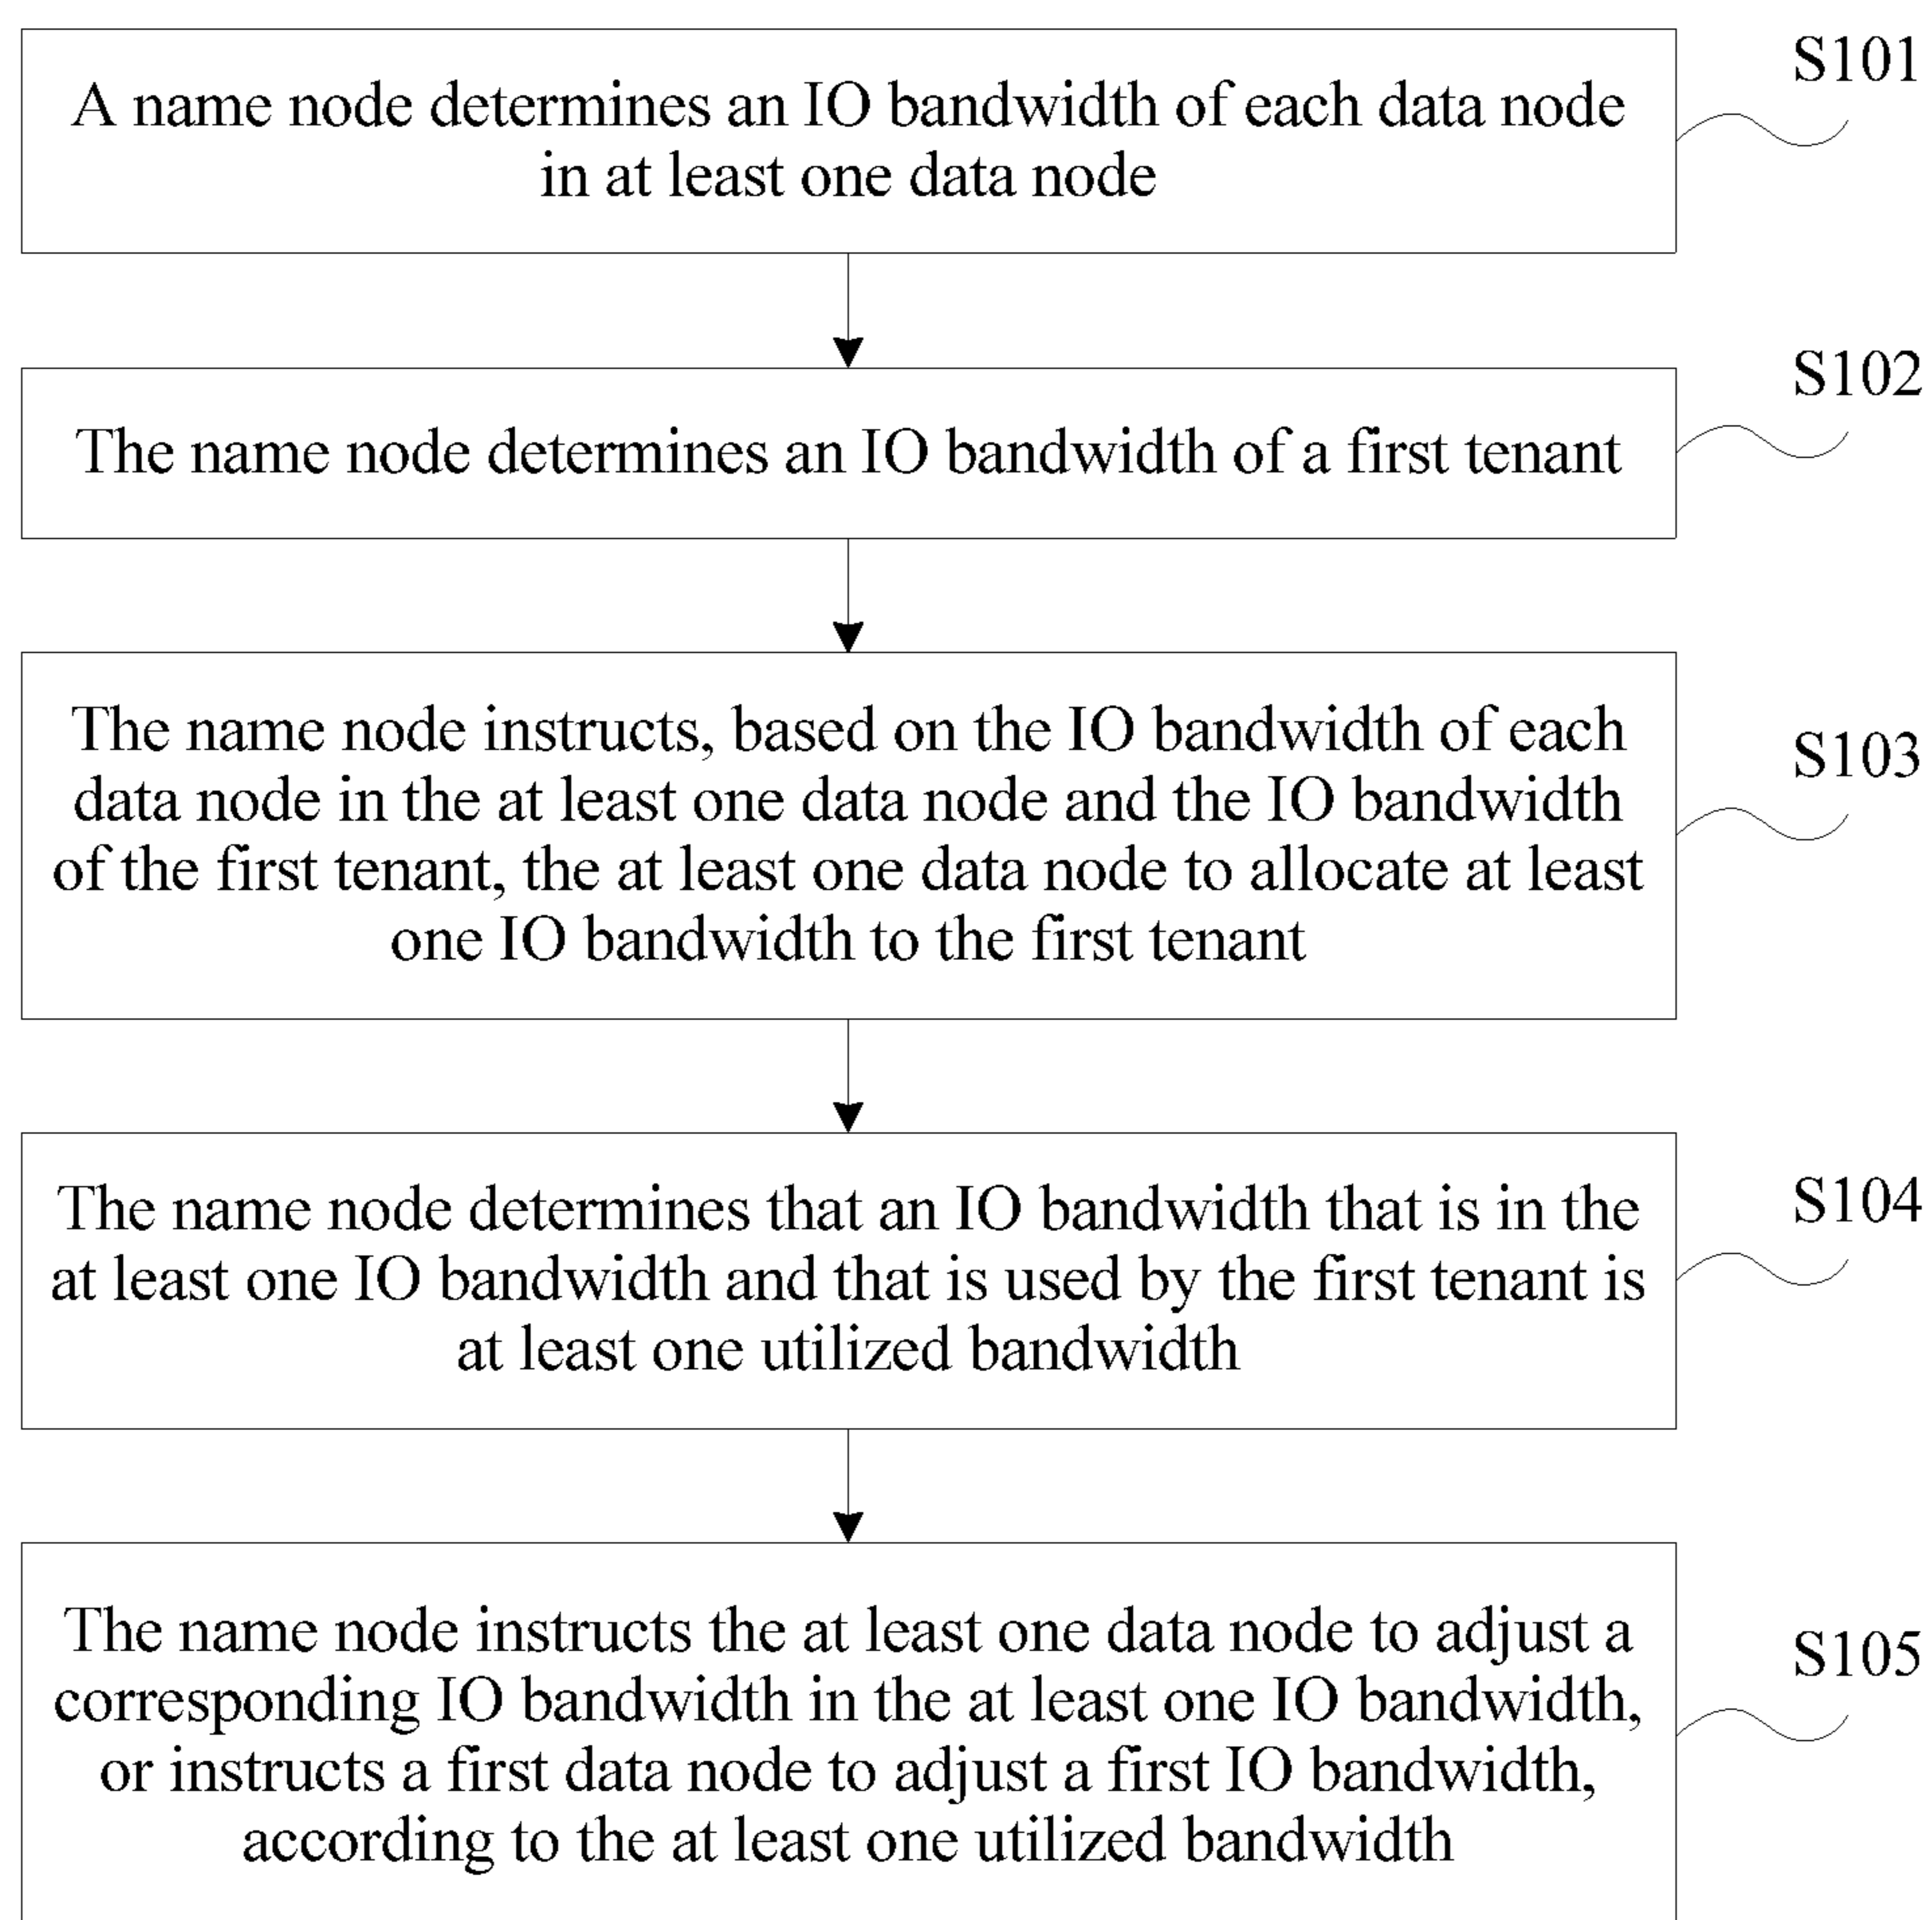 A name node determines an IO bandwidth of each data node
in at least one data node
S101
The name node determines an IO bandwidth of a first tenant
S102
The name node instructs, based on the IO bandwidth of each
data node in the at least one data node and the IO bandwidth
of the first tenant, the at least one data node to allocate at least
one IO bandwidth to the first tenant
S103
The name node determines that an IO bandwidth that is in the
at least one IO bandwidth and that is used by the first tenant is
at least one utilized bandwidth
S104
The name node instructs the at least one data node to adjust a
corresponding IO bandwidth in the at least one IO bandwidth,
or instructs a first data node to adjust a first IO bandwidth,
according to the at least one utilized bandwidth
S105